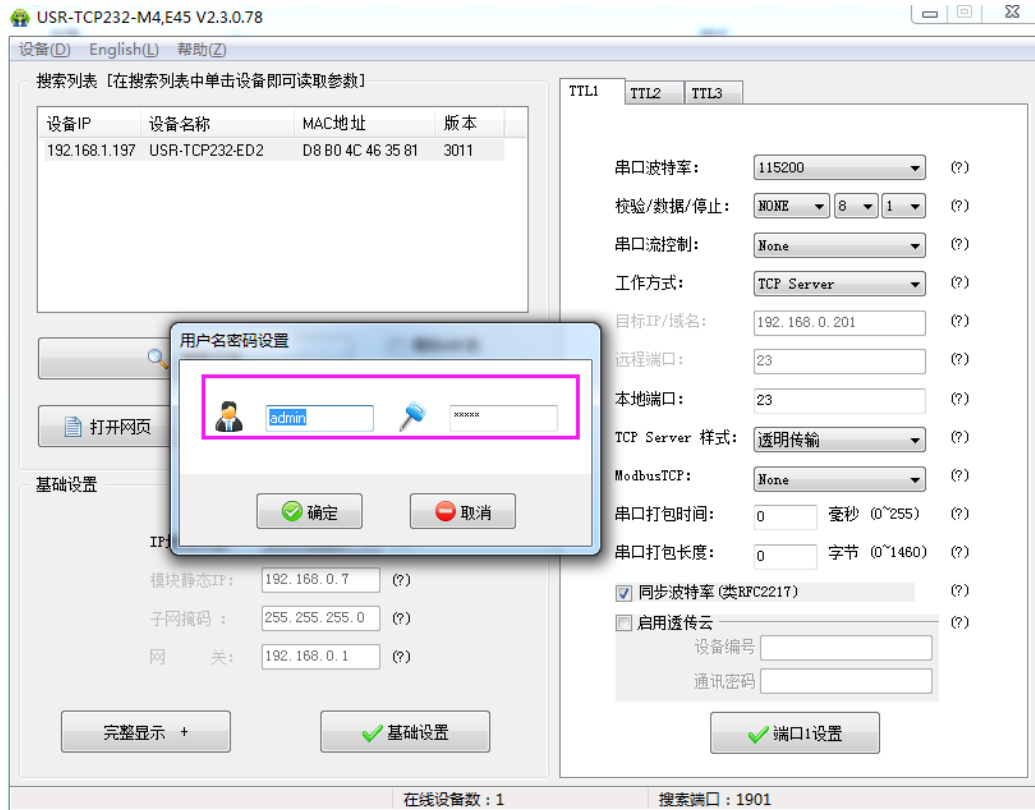 USR-TCP232-M4,E45 V2.3.0.78
设备(D) English(L) 帮助(Z)
搜索列表 [在搜索列表中单击设备即可读取参数]
设备IP 设备名称 MAC地址 版本
192.168.1.197 USR-TCP232-ED2 D8 B0 4C 46 35 81 3011
用户名密码设置
admin *****
确定 取消
打开网页
基础设置
模块静态IP: 192.168.0.7 (?)
子网掩码 : 255.255.255.0 (?)
网 关: 192.168.0.1 (?)
完整显示 + 基础设置
TTL1 TTL2 TTL3
串口波特率: 115200 (?)
校验/数据/停止: NONE 8 1 (?)
串口流控制: None (?)
工作方式: TCP Server (?)
目标IP/域名: 192.168.0.201 (?)
远程端口: 23 (?)
本地端口: 23 (?)
TCP Server 样式: 透明传输 (?)
ModbusTCP: None (?)
串口打包时间: 0 毫秒 (0~255) (?)
串口打包长度: 0 字节 (0~1460) (?)
同步波特率(类RFC2217) (?)
启用透传云 (?)
设备编号
通讯密码
端口1设置
在线设备数:1 搜索端口:1901